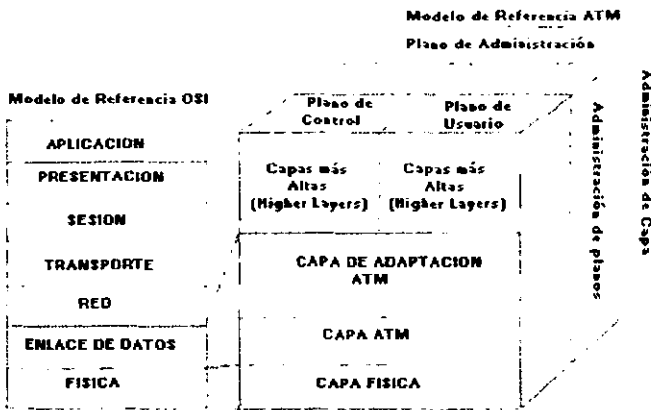 Modelo de Referencia ATM
Plano de Administración
Modelo de Referencia OSI
APLICACION
PRESENTACION
SESION
TRANSPORTE
RED
ENLACE DE DATOS
FISICA
Plano de
Control
Plano de
Usuario
Capas más
Altas
(Higher Layers)
Capas más
Altas
(Higher Layers)
CAPA DE ADAPTACION
ATM
CAPA ATM
CAPA FISICA
Administración de planos
Administración de Capa